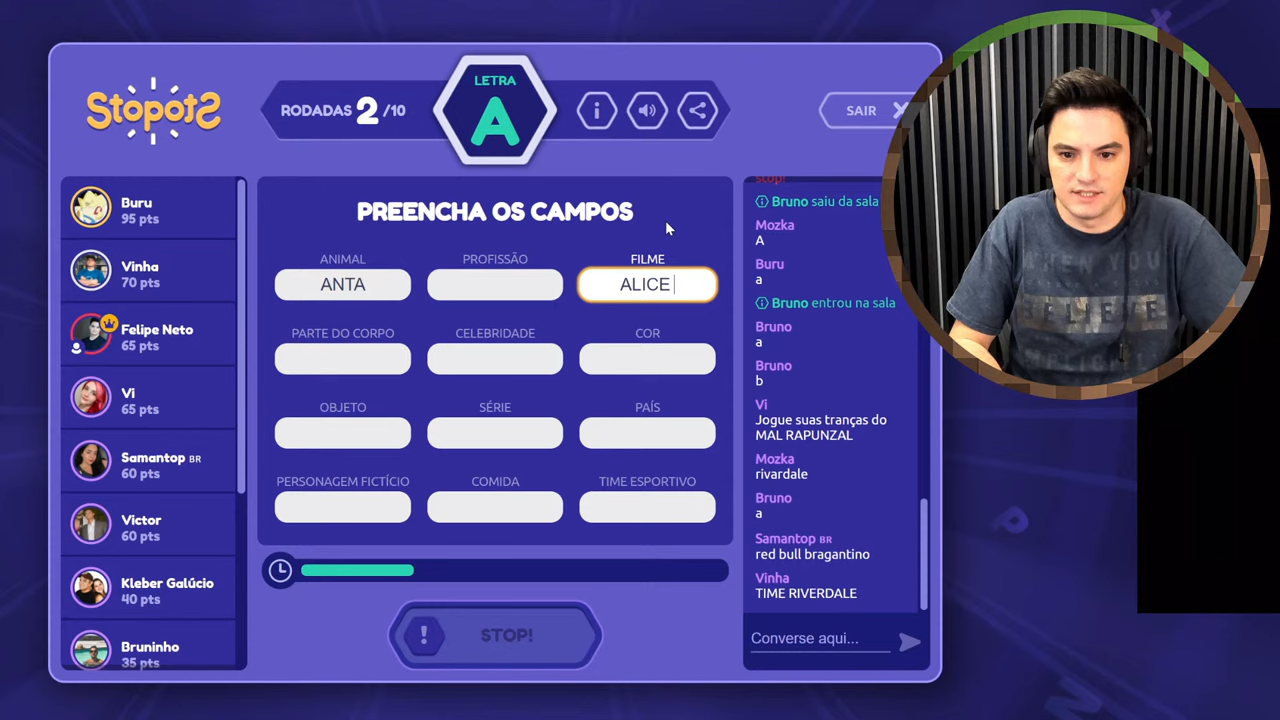 StopotS
RODADAS 2 /10
LETRA
A
SAIR
Buru
95 pts
Vinha
70 pts
Felipe Neto
65 pts
Vi
65 pts
Samantop BR
60 pts
Victor
60 pts
Kleber Galúcio
40 pts
Bruninho
35 pts
PREENCHA OS CAMPOS
ANIMAL
ANTA
PROFISSÃO
FILME
ALICE
PARTE DO CORPO
CELEBRIDADE
COR
OBJETO
SÉRIE
PAÍS
PERSONAGEM FICTÍCIO
COMIDA
TIME ESPORTIVO
! STOP!
stop!
Bruno saiu da sala
Mozka
A
Buru
a
Bruno entrou na sala
Bruno
a
Bruno
b
Vi
Jogue suas tranças do
MAL RAPUNZAL
Mozka
rivardale
Bruno
a
Samantop BR
red bull bragantino
Vinha
TIME RIVERDALE
Converse aqui...